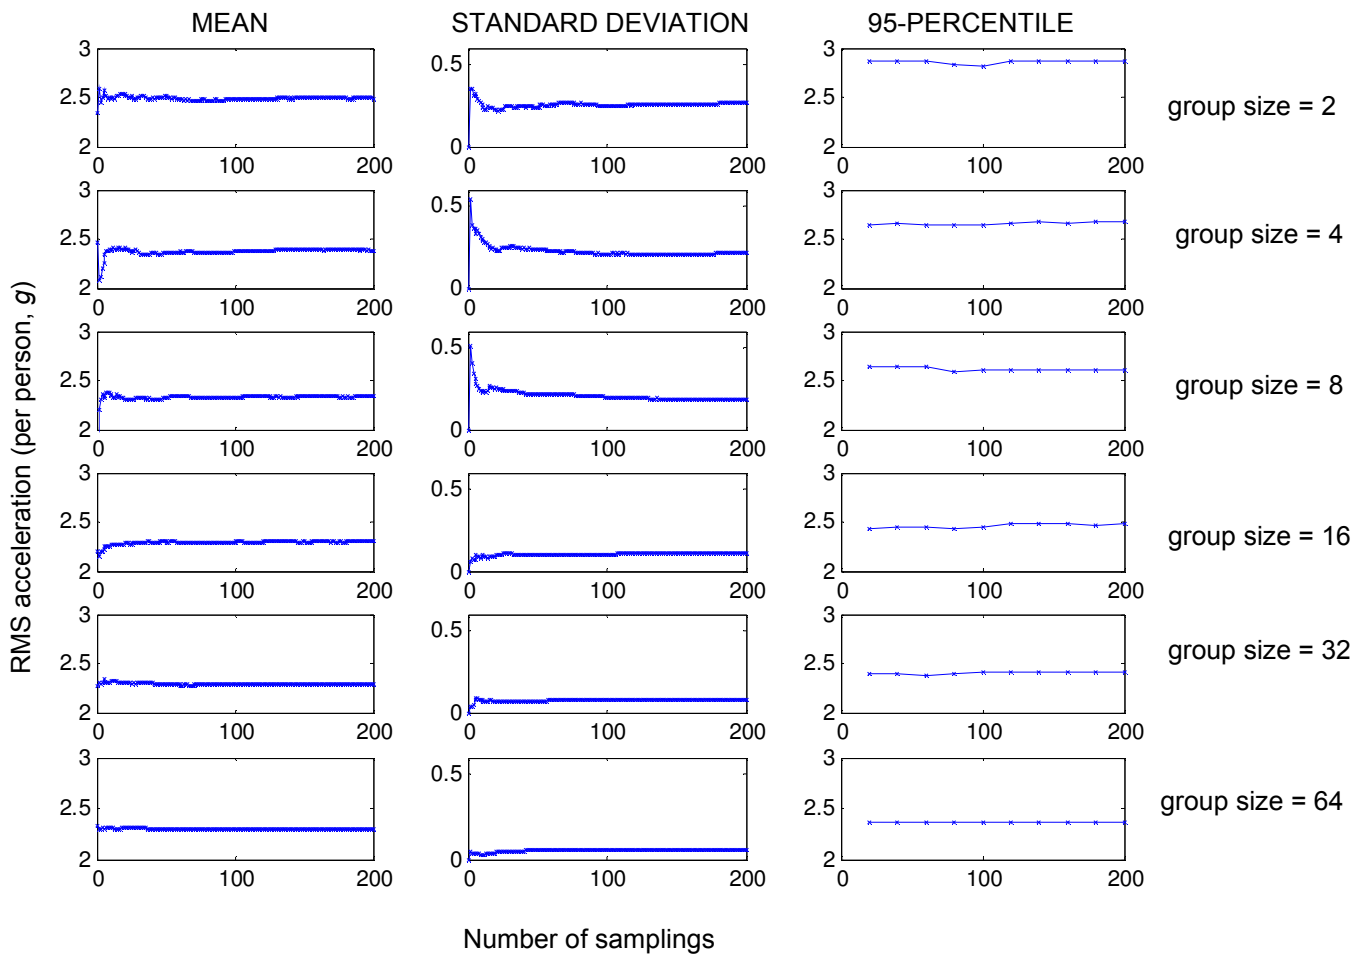 MEAN STANDARD DEVIATION 95-PERCENTILE
3 0.5 3
2.5 2.5
2 0 2
0 100 200 0 100 200 0 100 200
group size = 2
3 0.5 3
2.5 2.5
2 0 2
0 100 200 0 100 200 0 100 200
group size = 4
3 0.5 3
2.5 2.5
2 0 2
0 100 200 0 100 200 0 100 200
group size = 8
3 0.5 3
2.5 2.5
2 0 2
0 100 200 0 100 200 0 100 200
group size = 16
3 0.5 3
2.5 2.5
2 0 2
0 100 200 0 100 200 0 100 200
group size = 32
3 0.5 3
2.5 2.5
2 0 2
0 100 200 0 100 200 0 100 200
group size = 64
RMS acceleration (per person, g)
Number of samplings